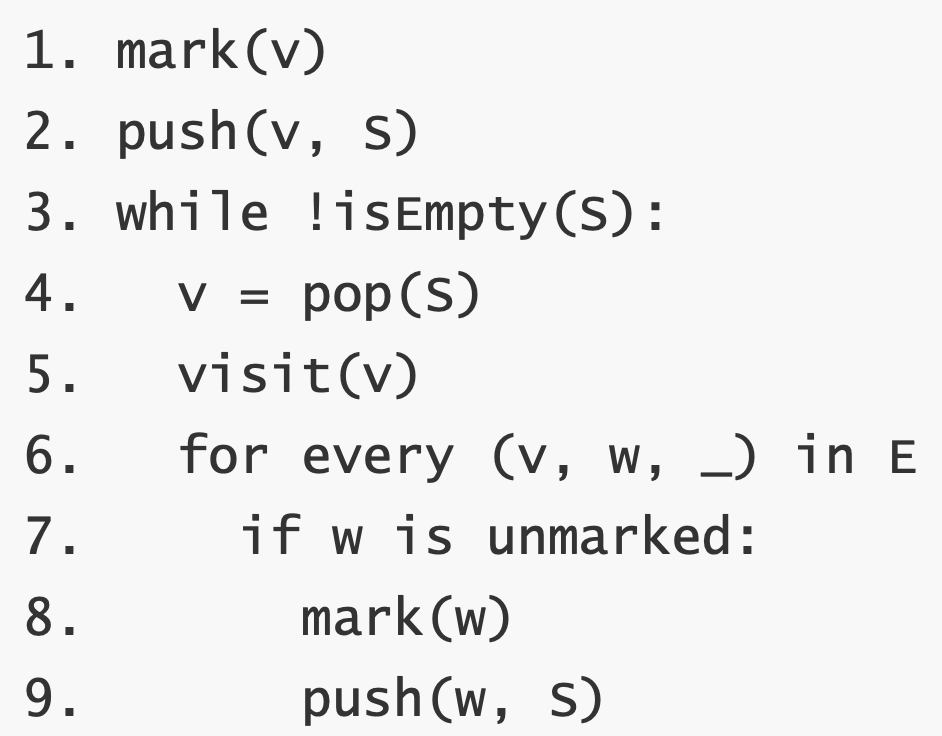 1. mark(v)
2. push(v, S)
3. while !isEmpty(S):
4.   v = pop(S)
5.   visit(v)
6.   for every (v, w, _) in E
7.     if w is unmarked:
8.       mark(w)
9.       push(w, S)